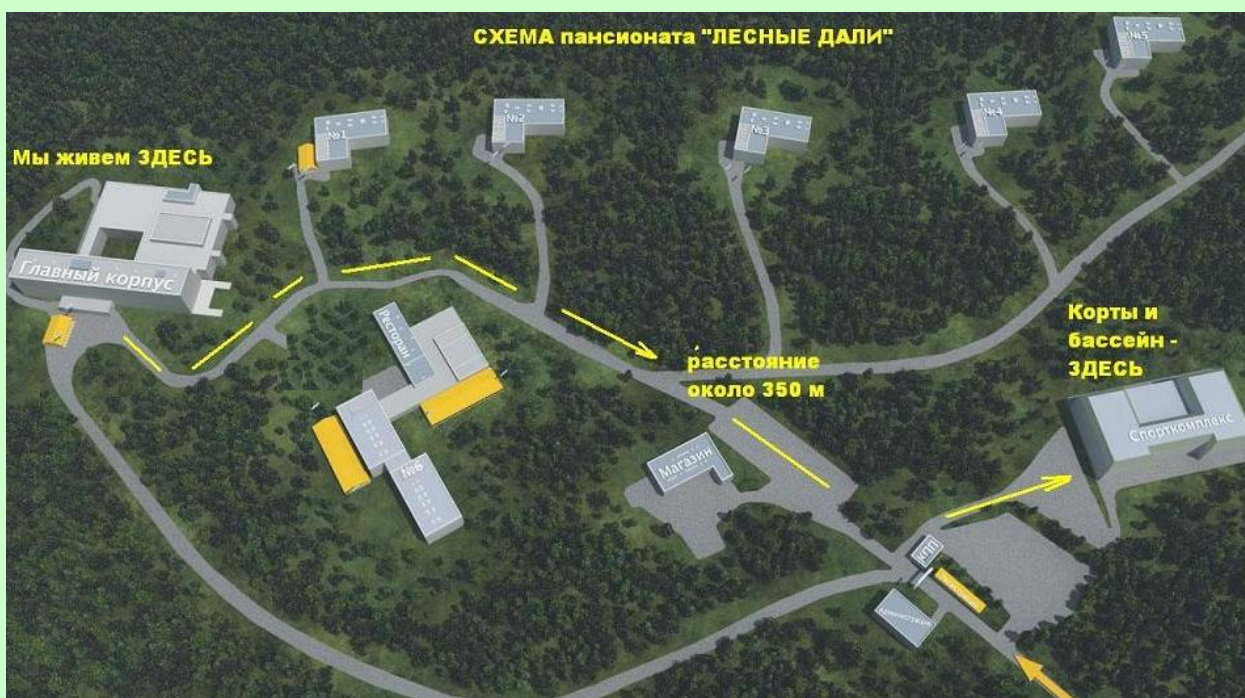 СХЕМА пансионата "ЛЕСНЫЕ ДАЛИ"
№5
№4
№2
№3
№1
Мы живем ЗДЕСЬ
Главный корпус
Ресторан
Корты и
бассейн -
ЗДЕСЬ
расстояние
около 350 м
Спорткомплекс
Магазин
№6
КПП
Администрация